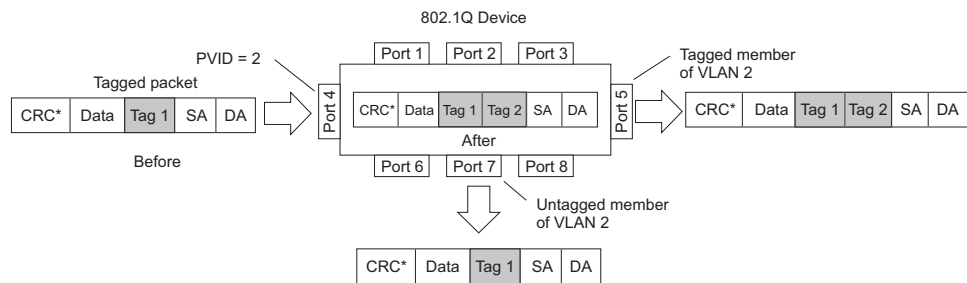 802.1Q Device
PVID = 2
Port 1 Port 2 Port 3
Tagged member
of VLAN 2
Tagged packet
CRC* Data Tag 1 SA DA
Port 4
CRC* Data Tag 1 Tag 2 SA DA
Port 5
CRC* Data Tag 1 Tag 2 SA DA
Before
After
Port 6 Port 7 Port 8
Untagged member
of VLAN 2
CRC* Data Tag 1 SA DA